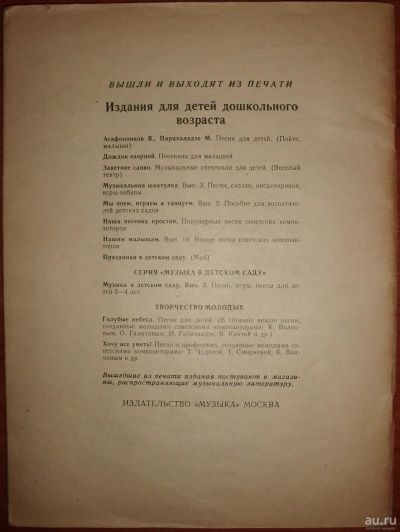 ВЫШЛИ И ВЫХОДЯТ ИЗ ПЕЧАТИ
Издания для детей дошкольного
возраста
Агафонников В., Парцхаладзе М. Песни для детей. (Пойте,
малыши)
Дождик озорной. Песенник для малышей
Заветное слово. Музыкальные спектакли для детей. (Веселый
театр)
Музыкальная шкатулка. Вып. 3. Песни, сказки, инсценировки,
игры-забавы
Мы поем, играем и танцуем. Вып. 2. Пособие для воспитате-
лей детских садов
Наша песенка простая. Популярные песни советских компо-
зиторов
Нашим малышам. Вып. 10. Новые песни советских компози-
торов
Праздники в детском саду. (Май)
СЕРИЯ «МУЗЫКА В ДЕТСКОМ САДУ»
Музыка в детском саду. Вып. 3. Песни, игры, пьесы для де-
тей 3—4 лет
ТВОРЧЕСТВО МОЛОДЫХ
Голубые небеса. Песни для детей. (В сборник вошли песни,
созданные молодыми советскими композиторами: К. Волко-
вым, О. Галаховым, И. Габичвадзе, В. Киктой и др.)
Хочу все уметь! Песни о профессиях, созданные молодыми со-
ветскими композиторами: Т. Чудовой, Т. Смирновой, К. Вол-
ковым и др.
Вышедшие из печати издания поступают в магази-
ны, распространяющие музыкальную литературу.
ИЗДАТЕЛЬСТВО «МУЗЫКА» МОСКВА
au.ru